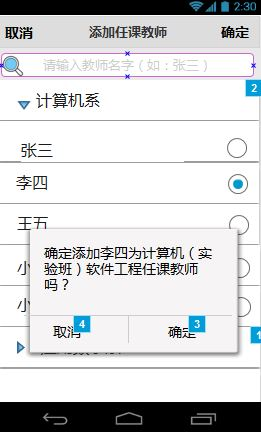 2:30
取消 添加任课教师 确定
请输入教师名字（如：张三）
2
计算机系
张三
李四
王五
确定添加李四为计算机（实
验班）软件工程任课教师
吗？
小
小
取消 4 确定 3
1